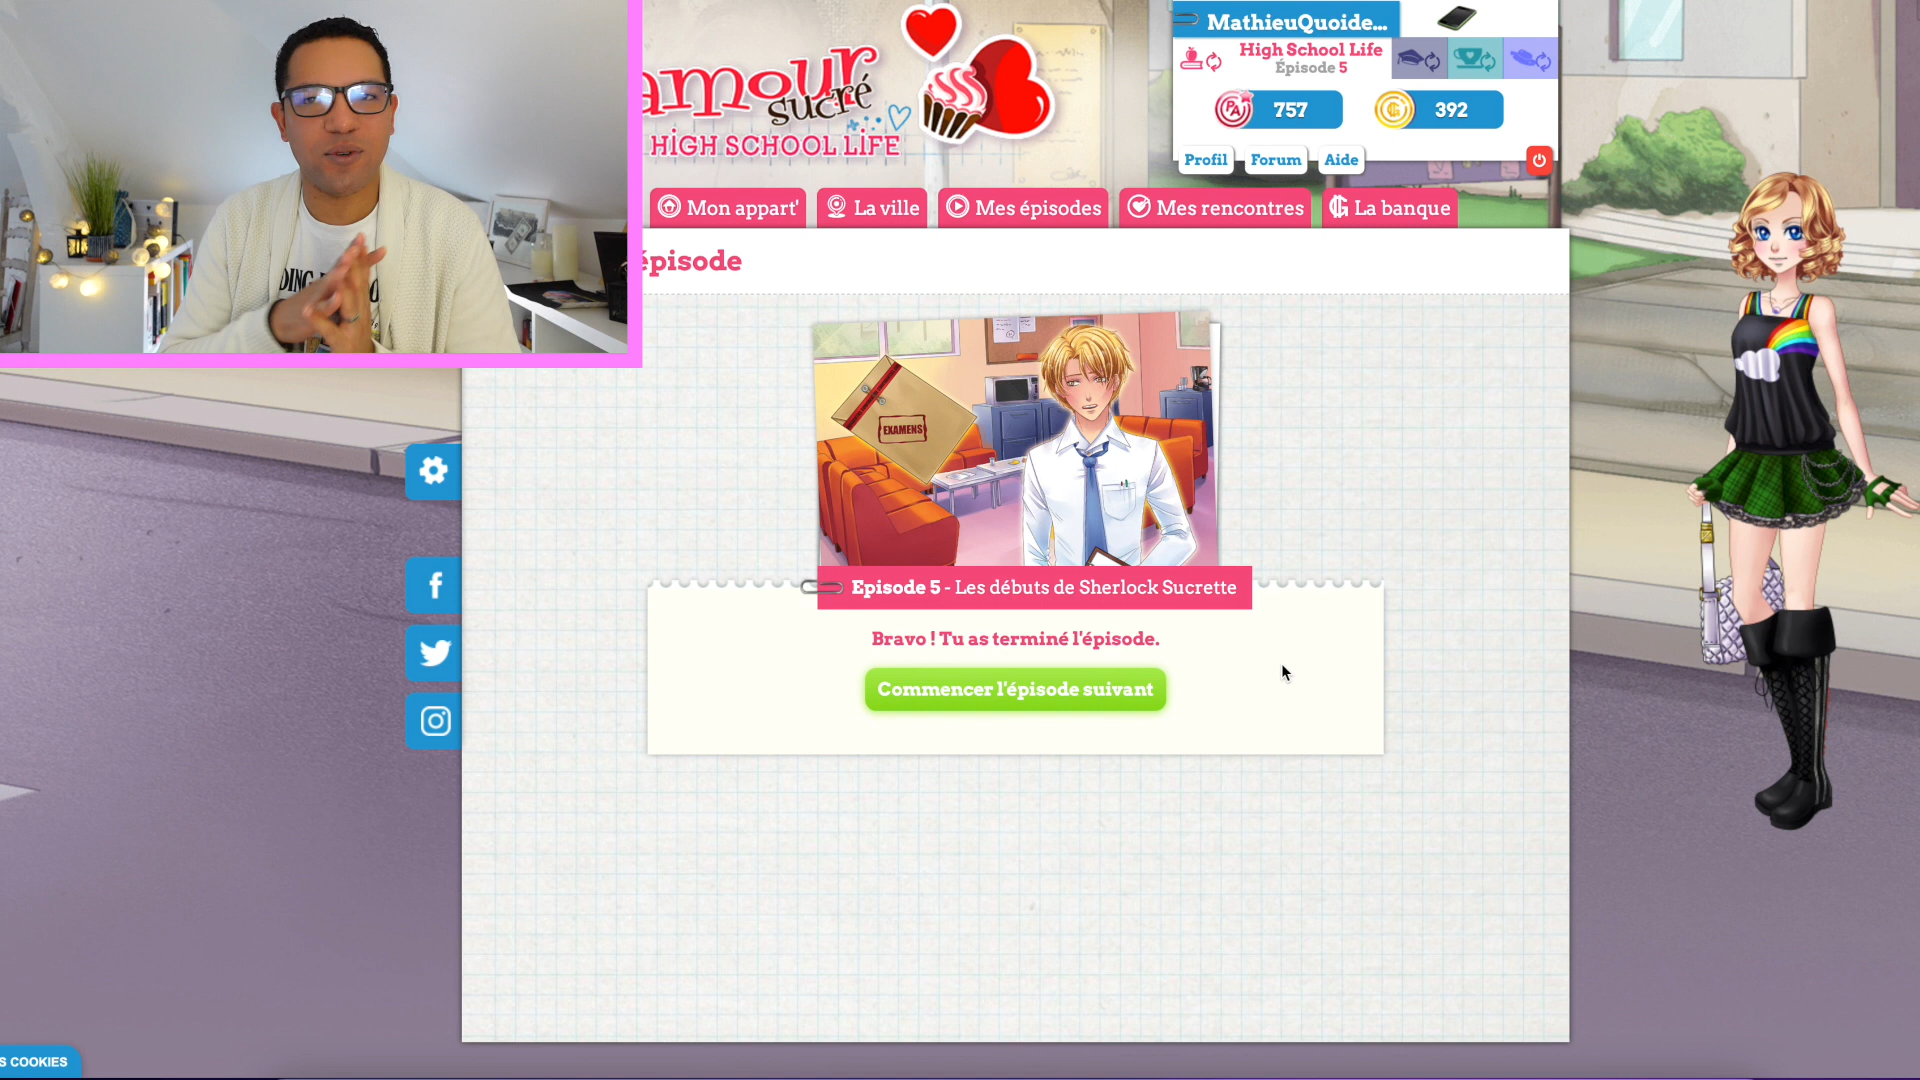 amour
sucré
HIGH SCHOOL LIFE
MathieuQuoide...
High School Life
Épisode 5
PA
757
392
Profil
Forum
Aide
Mon appart'
La ville
Mes épisodes
Mes rencontres
La banque
épisode
EXAMENS
Episode 5 - Les débuts de Sherlock Sucrette
Bravo ! Tu as terminé l'épisode.
Commencer l'épisode suivant
S COOKIES